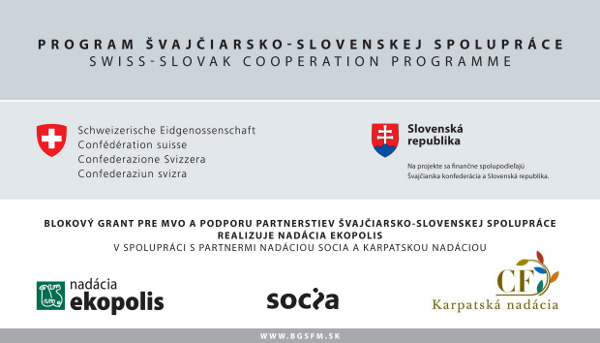 PROGRAM ŠVAJČIARSKO-SLOVENSKEJ SPOLUPRÁCE
SWISS-SLOVAK COOPERATION PROGRAMME
Schweizerische Eidgenossenschaft
Confédération suisse
Confederazione Svizzera
Confederaziun svizra
Slovenská
republika
Na projekte sa finančne spolupodieľajú
Švajčiarska konfederácia a Slovenská republika.
BLOKOVÝ GRANT PRE MVO A PODPORU PARTNERSTIEV ŠVAJČIARSKO-SLOVENSKEJ SPOLUPRÁCE
REALIZUJE NADÁCIA EKOPOLIS
V SPOLUPRÁCI S PARTNERMI NADÁCIOU SOCIA A KARPATSKOU NADÁCIOU
nadácia
ekopolis
socia
CF
Karpatská nadácia
WWW.BGSFM.SK